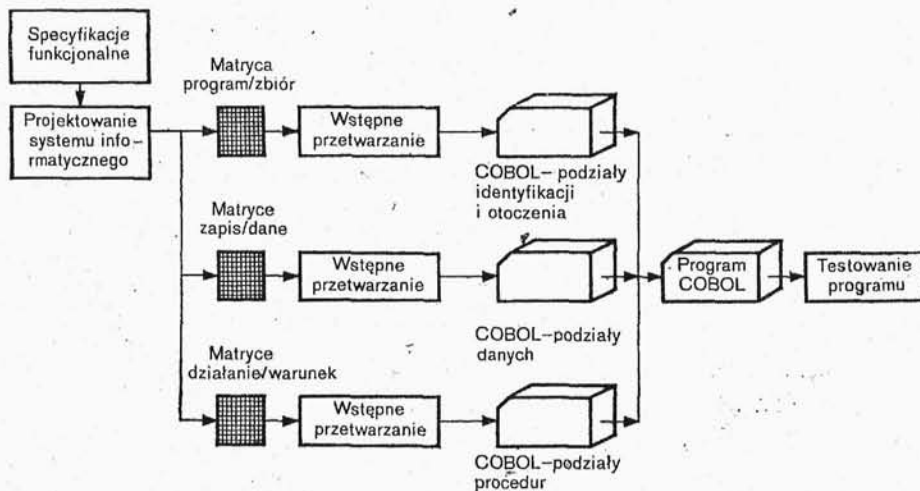 Specyfikacje
funkcjonalne
Projektowanie
systemu info-
rmatycznego
Matryca
program/zbiór
Wstępne
przetwarzanie
COBOL– podziały
identyfikacji
i otoczenia
Matryce
zapis/dane
Wstępne
przetwarzanie
COBOL–podziały
danych
Matryce
działanie/warunek
Wstępne
przetwarzanie
COBOL–podziały
procedur
Program
COBOL
Testowanie
programu